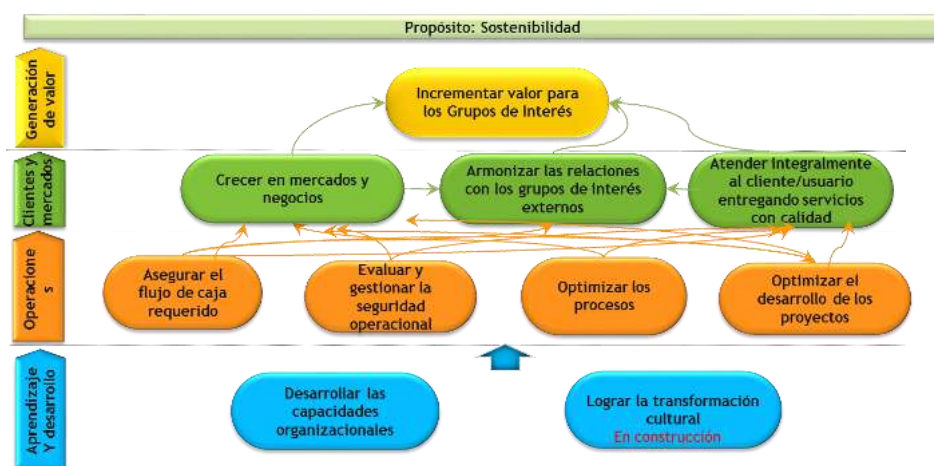 Propósito: Sostenibilidad
Generación
de valor
Incrementar valor para
los Grupos de Interés
Clientes y
mercados
Crecer en mercados y
negocios
Armonizar las relaciones
con los grupos de interés
externos
Atender integralmente
al cliente/usuario
entregando servicios
con calidad
Operacione
s
Asegurar el
flujo de caja
requerido
Evaluar y
gestionar la
seguridad
operacional
Optimizar los
procesos
Optimizar el
desarrollo de los
proyectos
Aprendizaje
Y desarrollo
Desarrollar las
capacidades
organizacionales
Lograr la transformación
cultural
En construcción